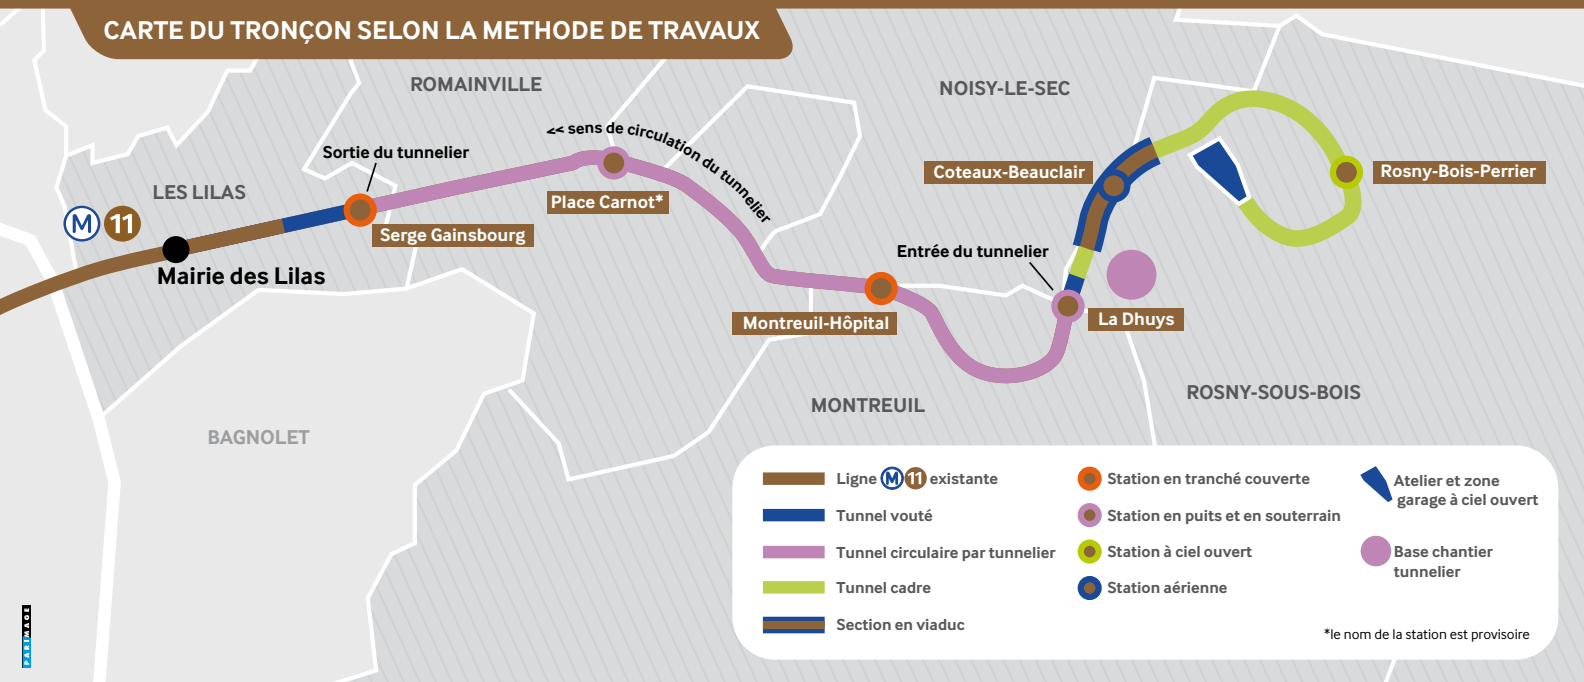 CARTE DU TRONÇON SELON LA METHODE DE TRAVAUX
ROMAINVILLE
NOISY-LE-SEC
<< sens de circulation du tunnelier
Sortie du tunnelier
Coteaux-Beauclair
Rosny-Bois-Perrier
LES LILAS
Place Carnot*
M 11
Serge Gainsbourg
Entrée du tunnelier
Mairie des Lilas
Montreuil-Hôpital
La Dhuys
MONTREUIL
ROSNY-SOUS-BOIS
BAGNOLET
Ligne M 11 existante
Tunnel vouté
Tunnel circulaire par tunnelier
Tunnel cadre
Section en viaduc
Station en tranché couverte
Station en puits et en souterrain
Station à ciel ouvert
Station aérienne
Atelier et zone
garage à ciel ouvert
Base chantier
tunnelier
*le nom de la station est provisoire
PARIMAGE